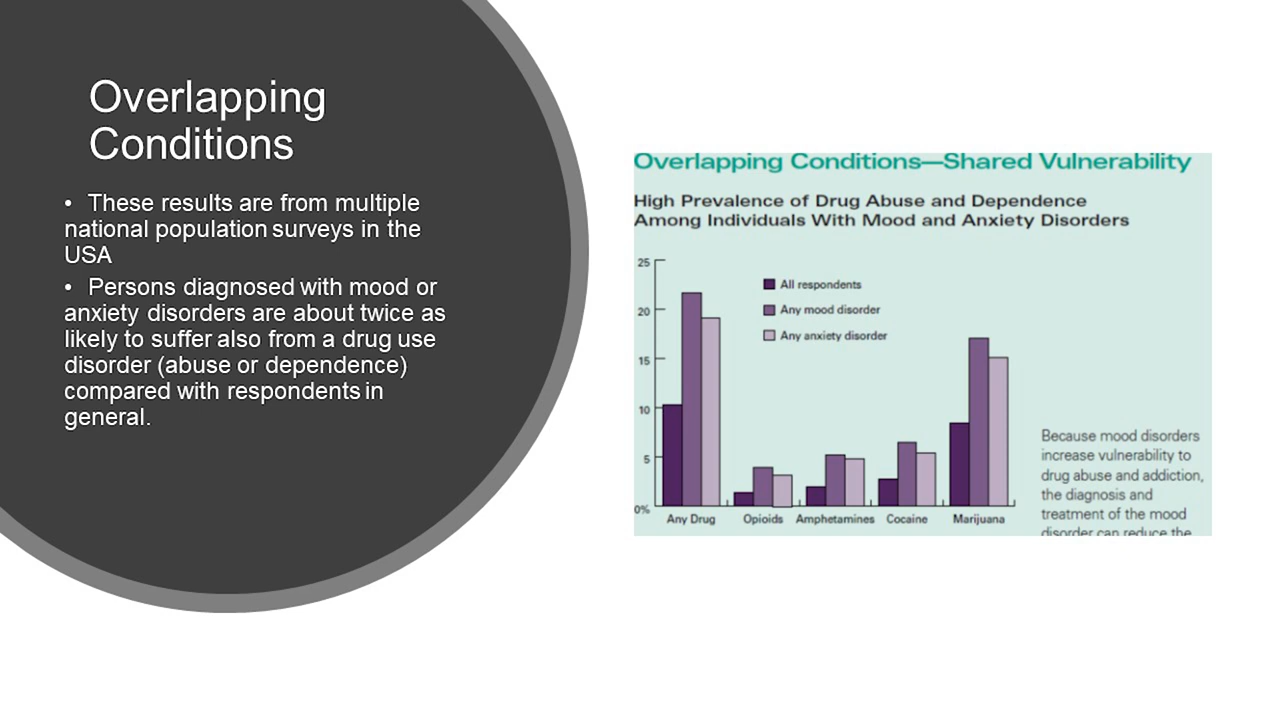 Overlapping
Conditions
• These results are from multiple
national population surveys in the
USA
• Persons diagnosed with mood or
anxiety disorders are about twice as
likely to suffer also from a drug use
disorder (abuse or dependence)
compared with respondents in
general.
Overlapping Conditions—Shared Vulnerability
High Prevalence of Drug Abuse and Dependence
Among Individuals With Mood and Anxiety Disorders
25
20
15
10
5
0%
All respondents
Any mood disorder
Any anxiety disorder
Any Drug
Opioids
Amphetamines
Cocaine
Marijuana
Because mood disorders
increase vulnerability to
drug abuse and addiction,
the diagnosis and
treatment of the mood
disorder can reduce the